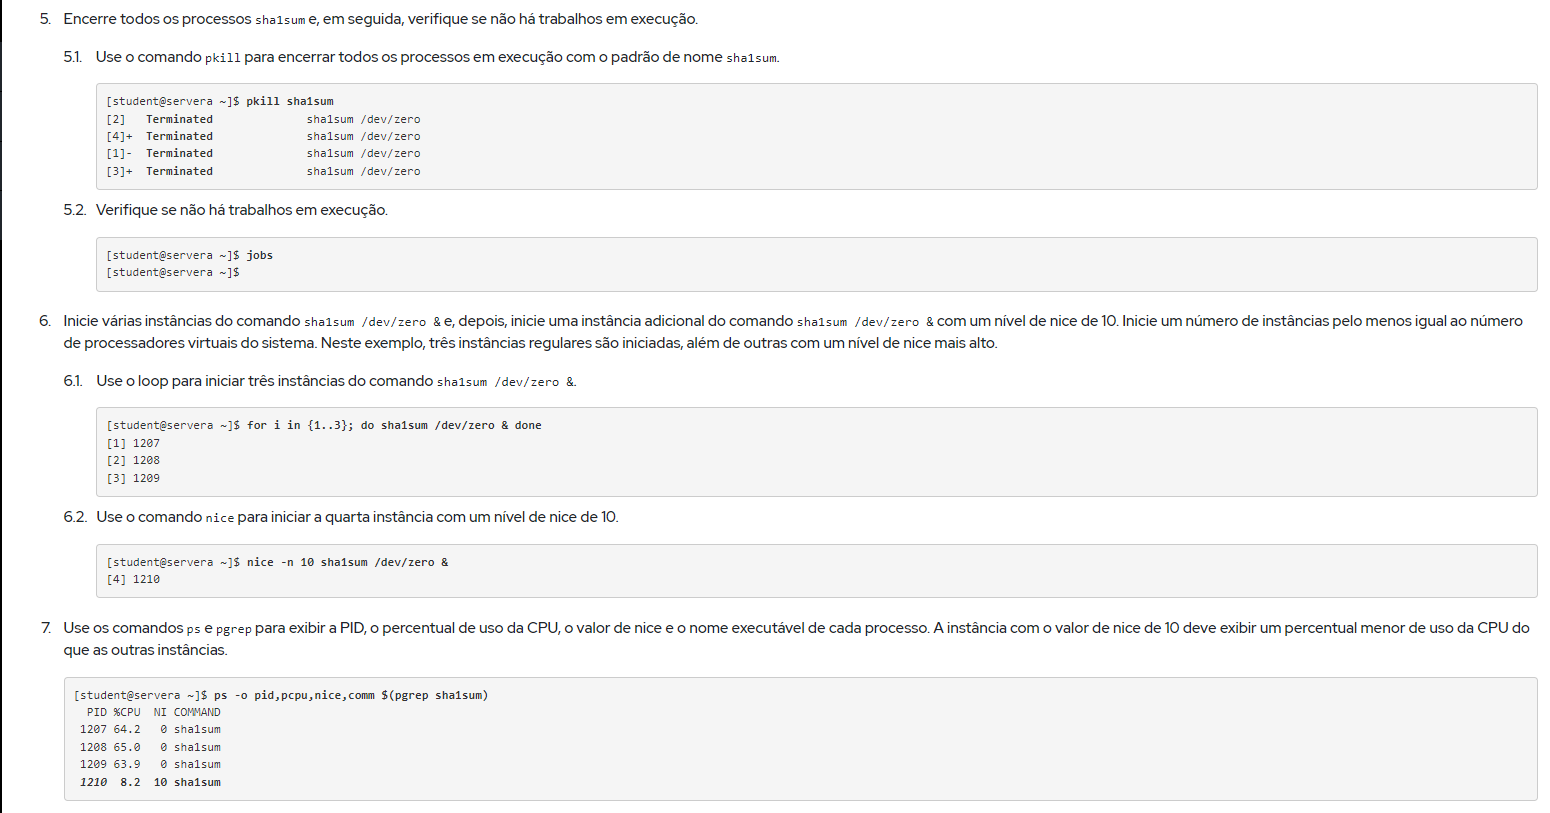 5. Encerre todos os processos sha1sum e, em seguida, verifique se não há trabalhos em execução.
5.1. Use o comando pkill para encerrar todos os processos em execução com o padrão de nome sha1sum.
[student@servera ~]$ pkill sha1sum
[2]   Terminated              sha1sum /dev/zero
[4]+  Terminated              sha1sum /dev/zero
[1]-  Terminated              sha1sum /dev/zero
[3]+  Terminated              sha1sum /dev/zero
5.2. Verifique se não há trabalhos em execução.
[student@servera ~]$ jobs
[student@servera ~]$
6. Inicie várias instâncias do comando sha1sum /dev/zero & e, depois, inicie uma instância adicional do comando sha1sum /dev/zero & com um nível de nice de 10. Inicie um número de instâncias pelo menos igual ao número
de processadores virtuais do sistema. Neste exemplo, três instâncias regulares são iniciadas, além de outras com um nível de nice mais alto.
6.1. Use o loop para iniciar três instâncias do comando sha1sum /dev/zero &.
[student@servera ~]$ for i in {1..3}; do sha1sum /dev/zero & done
[1] 1207
[2] 1208
[3] 1209
6.2. Use o comando nice para iniciar a quarta instância com um nível de nice de 10.
[student@servera ~]$ nice -n 10 sha1sum /dev/zero &
[4] 1210
7. Use os comandos ps e pgrep para exibir a PID, o percentual de uso da CPU, o valor de nice e o nome executável de cada processo. A instância com o valor de nice de 10 deve exibir um percentual menor de uso da CPU do
que as outras instâncias.
[student@servera ~]$ ps -o pid,pcpu,nice,comm $(pgrep sha1sum)
  PID %CPU  NI COMMAND
 1207 64.2   0 sha1sum
 1208 65.0   0 sha1sum
 1209 63.9   0 sha1sum
 1210  8.2  10 sha1sum